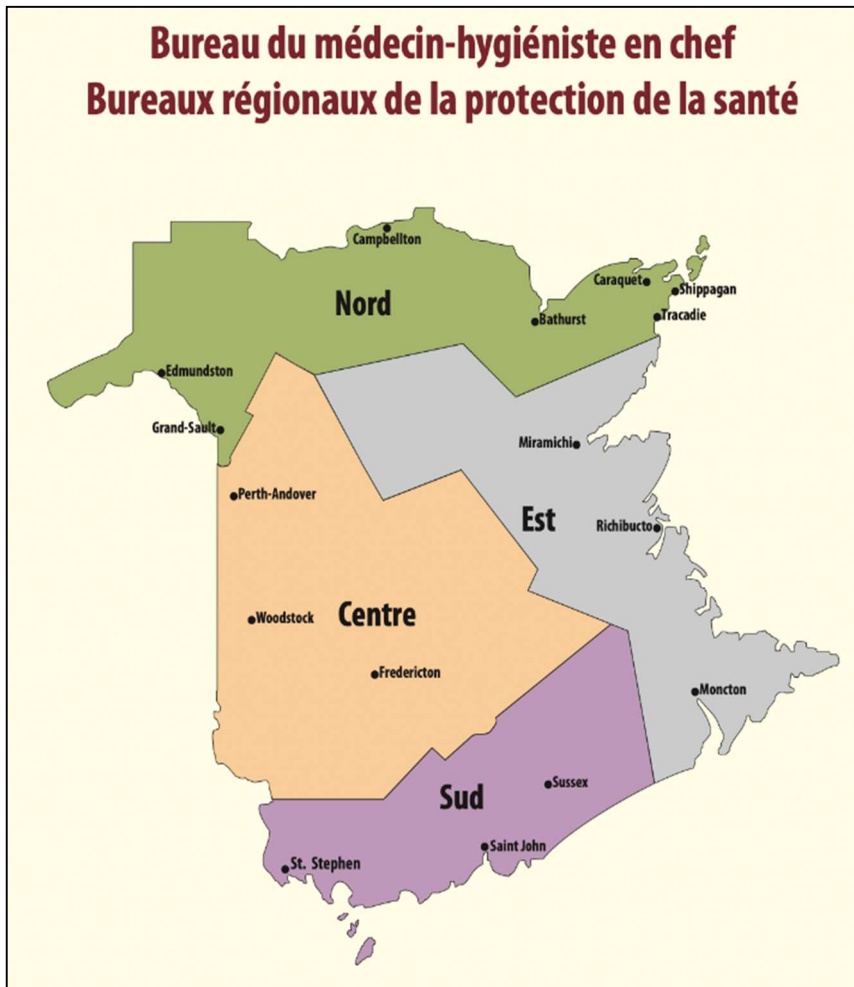 Bureau du médecin-hygiéniste en chef
Bureaux régionaux de la protection de la santé
Campbellton
Caraquet
Shippagan
Nord
Bathurst
Tracadie
Edmundston
Grand-Sault
Miramichi
Perth-Andover
Est
Richibucto
Woodstock
Centre
Fredericton
Moncton
Sussex
Sud
Saint John
St. Stephen